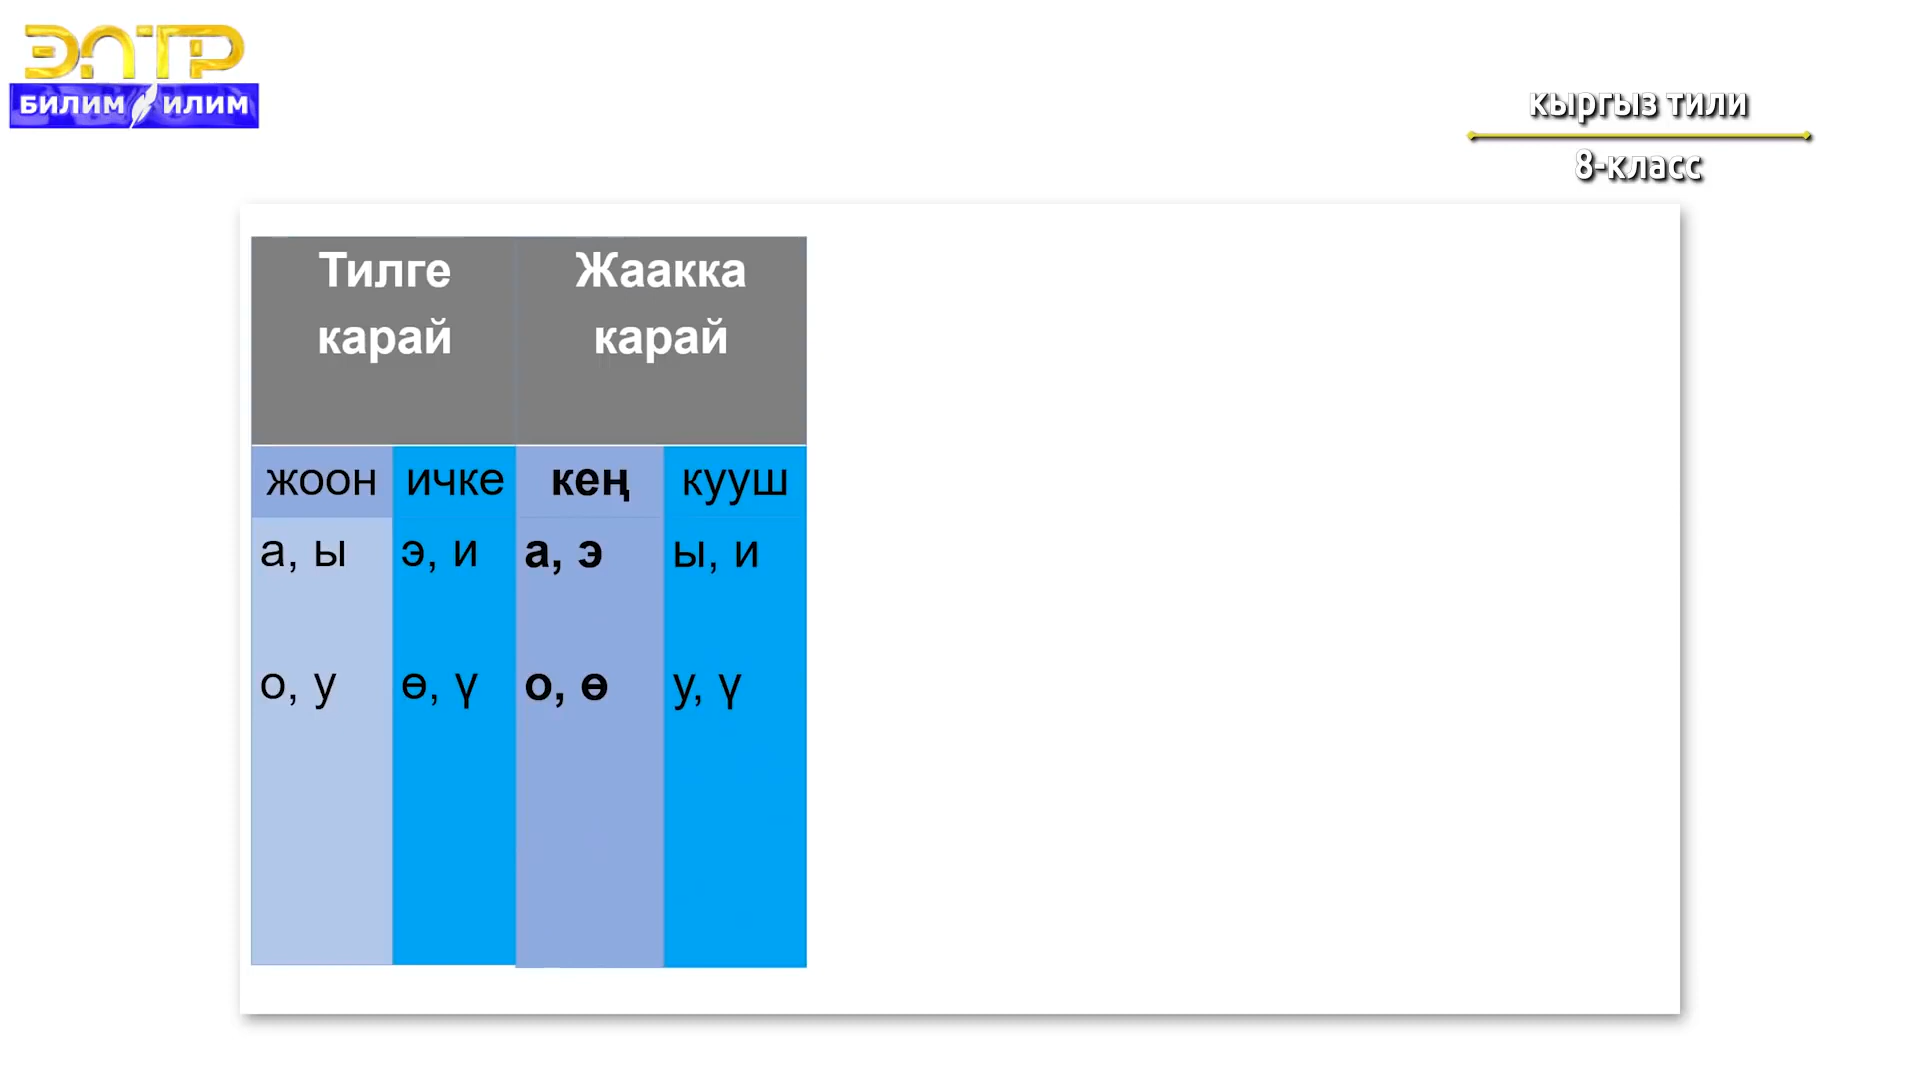 ЭЛТР
БИЛИМ ИЛИМ
кыргыз тили
8-класс
Тилге карай
Жаакка карай
жоон ичке кең кууш
а, ы э, и а, э ы, и
о, у ө, ү о, ө у, ү